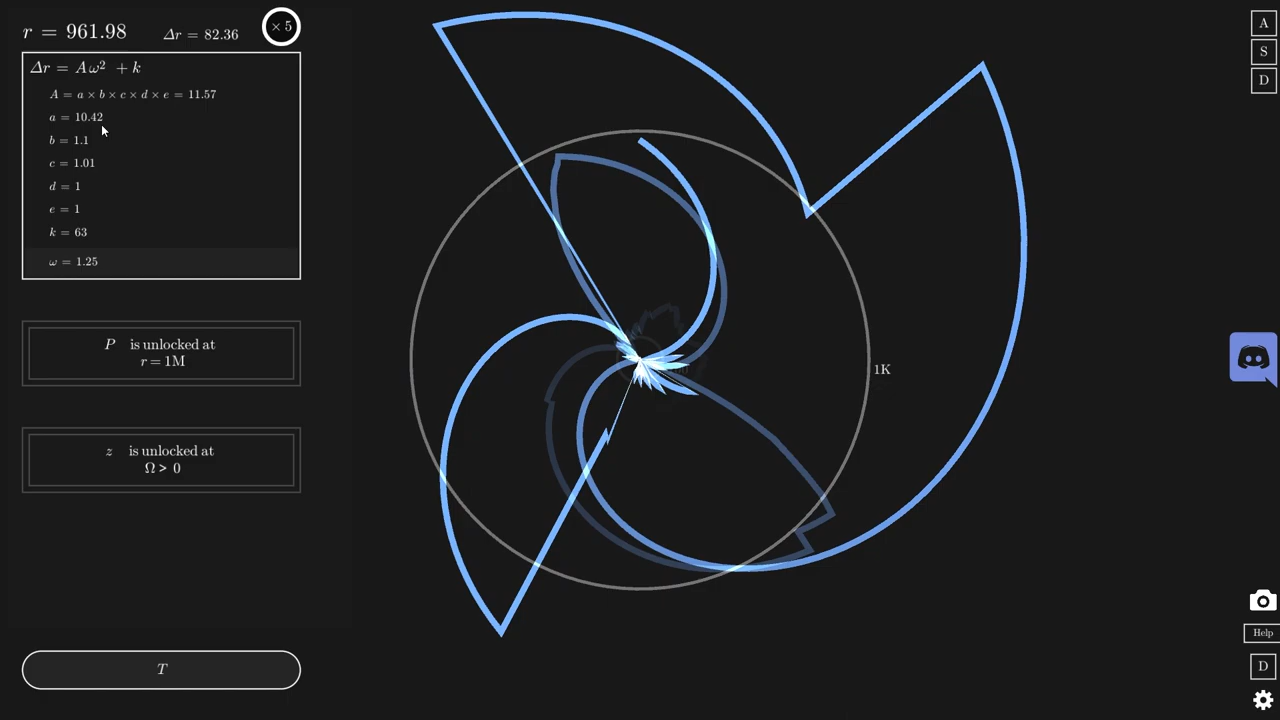 r = 961.98
Δr = 82.36
× 5
Δr = Aω² + k
A = a × b × c × d × e = 11.57
a = 10.42
b = 1.1
c = 1.01
d = 1
e = 1
k = 63
ω = 1.25
P is unlocked at
r = 1M
z is unlocked at
Ω > 0
T
1K
A
S
D
Help
D